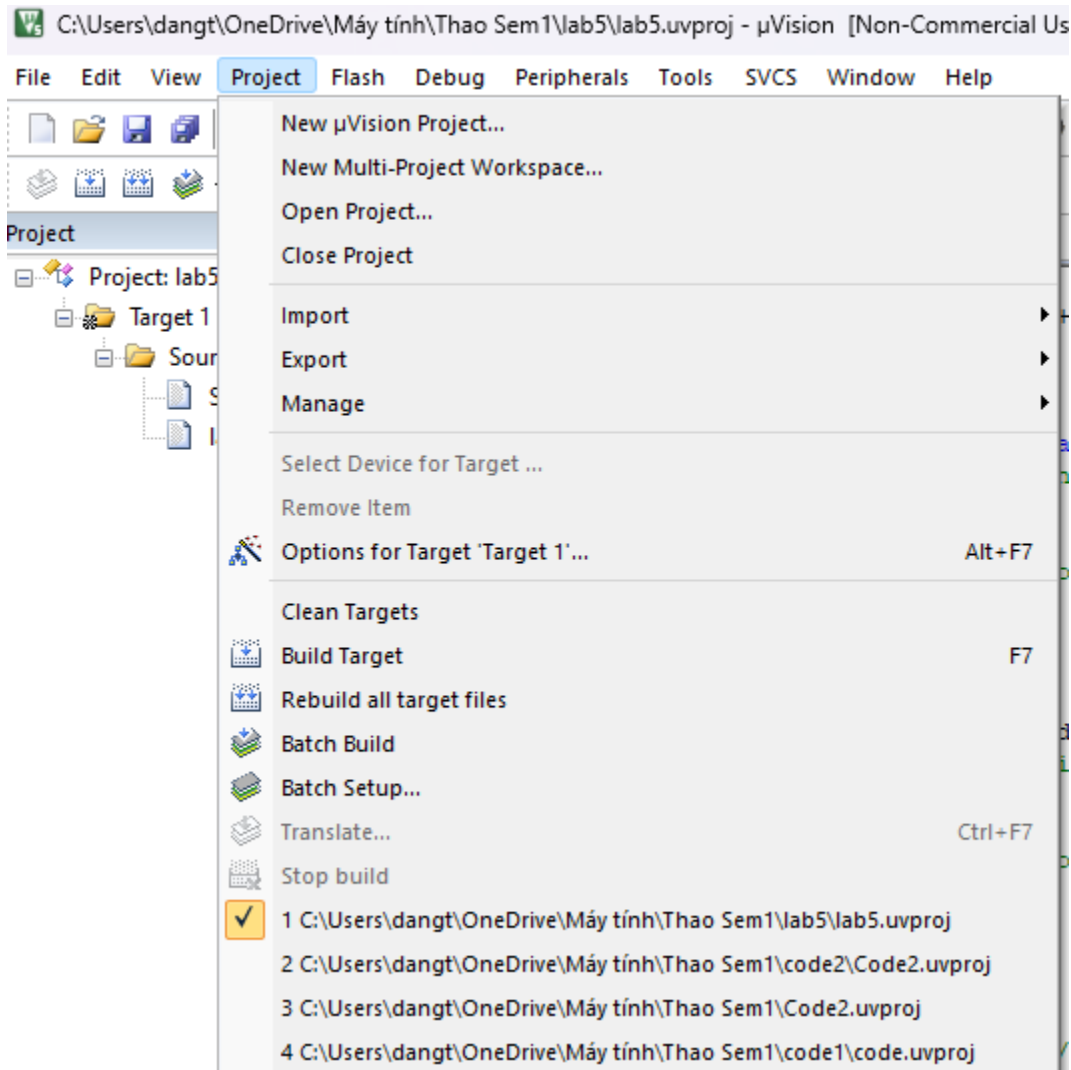 C:\Users\dangt\OneDrive\Máy tính\Thao Sem1\lab5\lab5.uvproj - µVision [Non-Commercial Us
File Edit View Project Flash Debug Peripherals Tools SVCS Window Help
New µVision Project...
New Multi-Project Workspace...
Open Project...
Close Project
Project
Project: lab5
Target 1
Sour
Import
Export
Manage
Select Device for Target ...
Remove Item
Options for Target 'Target 1'... Alt+F7
Clean Targets
Build Target F7
Rebuild all target files
Batch Build
Batch Setup...
Translate... Ctrl+F7
Stop build
1 C:\Users\dangt\OneDrive\Máy tính\Thao Sem1\lab5\lab5.uvproj
2 C:\Users\dangt\OneDrive\Máy tính\Thao Sem1\code2\Code2.uvproj
3 C:\Users\dangt\OneDrive\Máy tính\Thao Sem1\Code2.uvproj
4 C:\Users\dangt\OneDrive\Máy tính\Thao Sem1\code1\code.uvproj